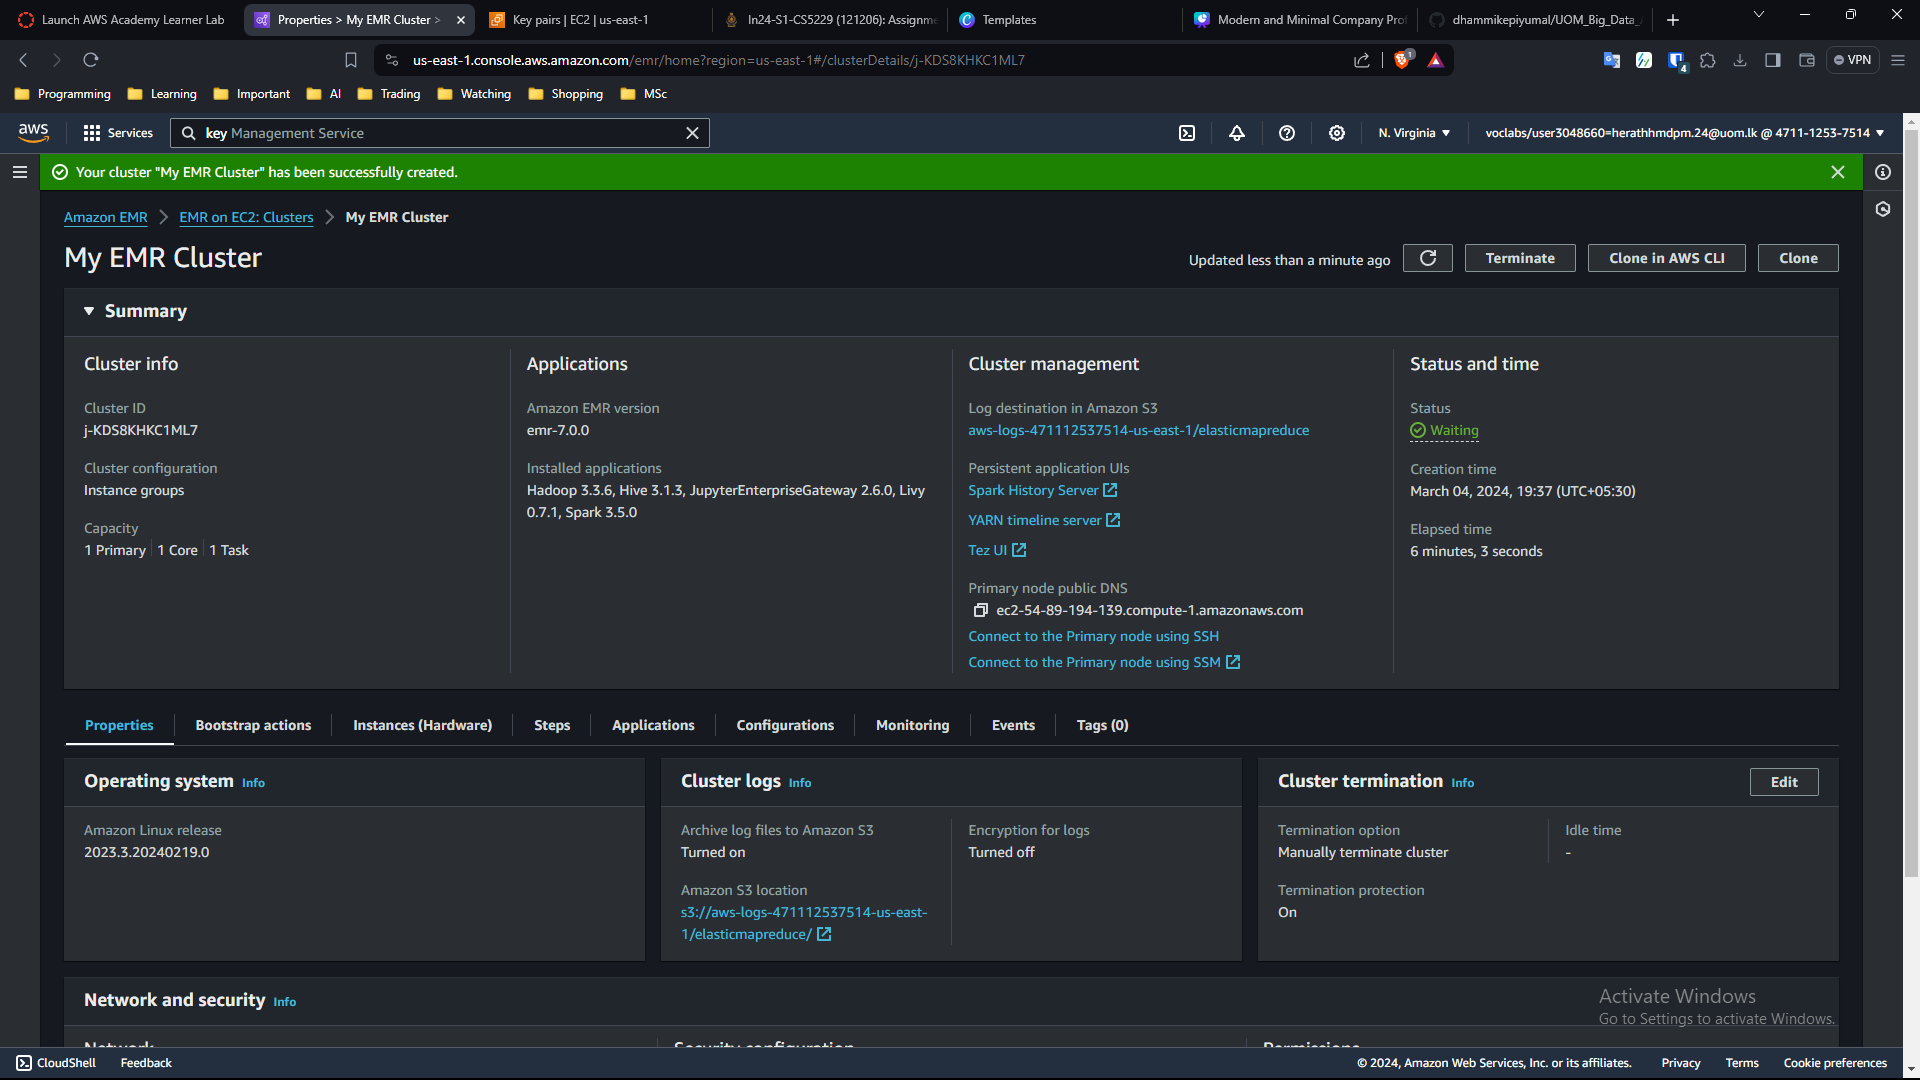 Launch AWS Academy Learner Lab
Properties > My EMR Cluster >
Key pairs | EC2 | us-east-1
In24-S1-CS5229 (121206): Assignme
Templates
Modern and Minimal Company Prof
dhammikepiyumal/UOM_Big_Data_
us-east-1.console.aws.amazon.com/emr/home?region=us-east-1#/clusterDetails/j-KDS8KHKC1ML7
1
4
VPN
Programming
Learning
Important
AI
Trading
Watching
Shopping
MSc
aws
Services
key Management Service
N. Virginia
voclabs/user3048660=herathhmdpm.24@uom.lk @ 4711-1253-7514
Your cluster "My EMR Cluster" has been successfully created.
Amazon EMR
EMR on EC2: Clusters
My EMR Cluster
My EMR Cluster
Updated less than a minute ago
Terminate
Clone in AWS CLI
Clone
Summary
Cluster info
Cluster ID
j-KDS8KHKC1ML7
Cluster configuration
Instance groups
Capacity
1 Primary | 1 Core | 1 Task
Applications
Amazon EMR version
emr-7.0.0
Installed applications
Hadoop 3.3.6, Hive 3.1.3, JupyterEnterpriseGateway 2.6.0, Livy
0.7.1, Spark 3.5.0
Cluster management
Log destination in Amazon S3
aws-logs-471112537514-us-east-1/elasticmapreduce
Persistent application UIs
Spark History Server
YARN timeline server
Tez UI
Primary node public DNS
ec2-54-89-194-139.compute-1.amazonaws.com
Connect to the Primary node using SSH
Connect to the Primary node using SSM
Status and time
Status
Waiting
Creation time
March 04, 2024, 19:37 (UTC+05:30)
Elapsed time
6 minutes, 3 seconds
Properties
Bootstrap actions
Instances (Hardware)
Steps
Applications
Configurations
Monitoring
Events
Tags (0)
Operating system Info
Amazon Linux release
2023.3.20240219.0
Cluster logs Info
Archive log files to Amazon S3
Turned on
Amazon S3 location
s3://aws-logs-471112537514-us-east-
1/elasticmapreduce/
Encryption for logs
Turned off
Cluster termination Info
Edit
Termination option
Manually terminate cluster
Termination protection
On
Idle time
-
Network and security Info
Network
Security configuration
Permissions
Activate Windows
Go to Settings to activate Windows.
CloudShell
Feedback
© 2024, Amazon Web Services, Inc. or its affiliates.
Privacy
Terms
Cookie preferences